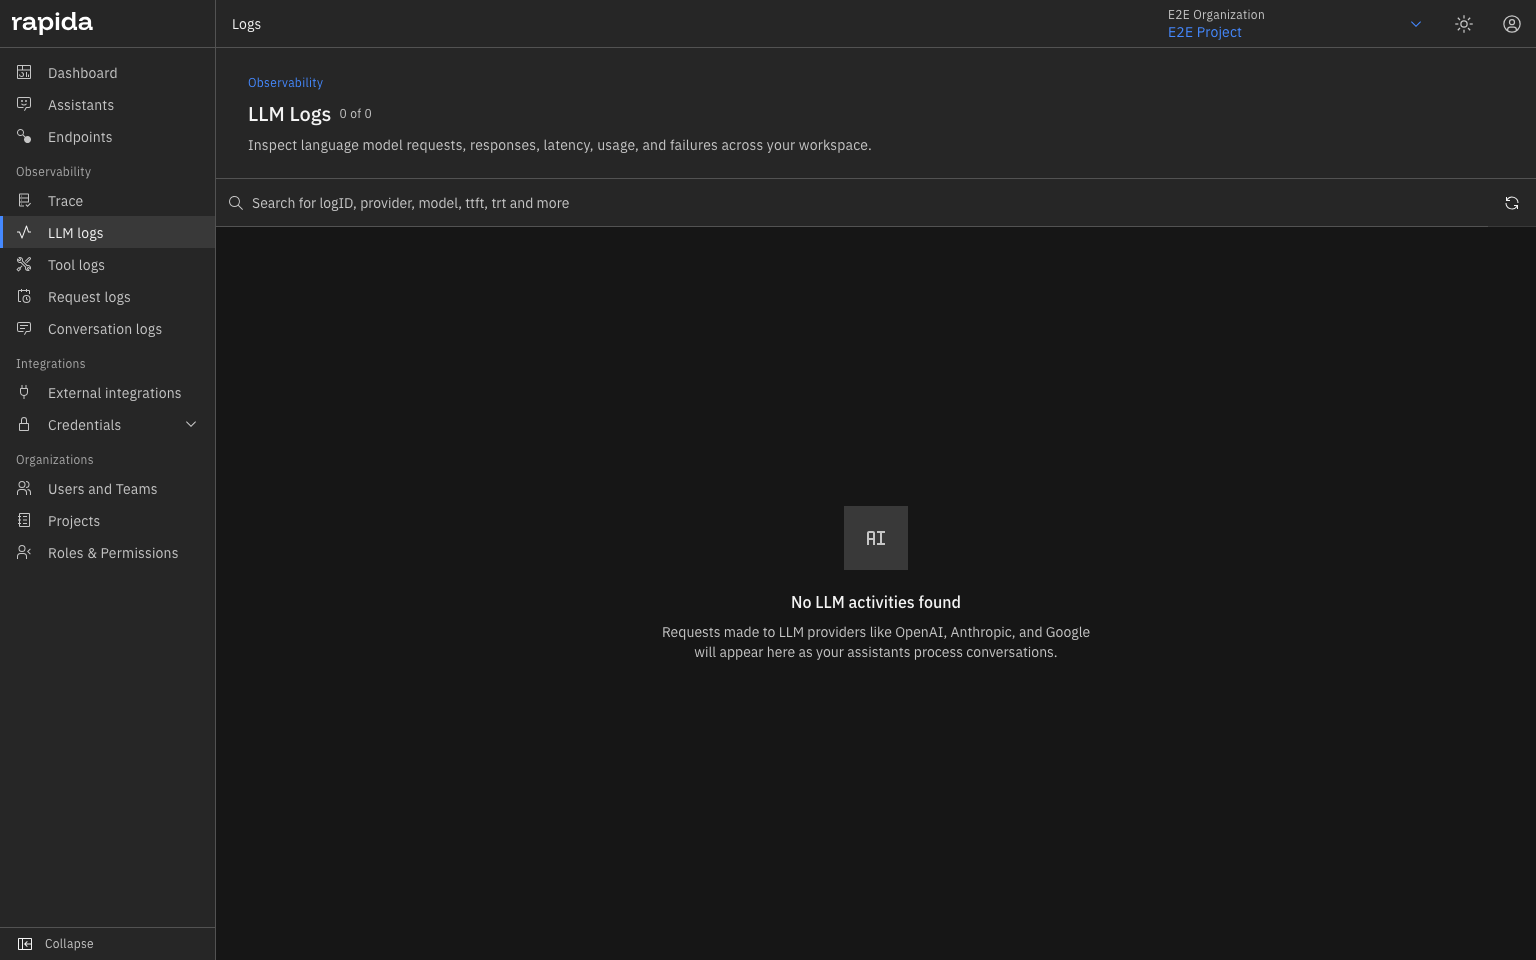 rapida
Logs
E2E Organization
E2E Project
Dashboard
Assistants
Endpoints
Observability
Trace
LLM logs
Tool logs
Request logs
Conversation logs
Integrations
External integrations
Credentials
Organizations
Users and Teams
Projects
Roles & Permissions
Collapse
Observability
LLM Logs 0 of 0
Inspect language model requests, responses, latency, usage, and failures across your workspace.
Search for logID, provider, model, ttft, trt and more
AI
No LLM activities found
Requests made to LLM providers like OpenAI, Anthropic, and Google
will appear here as your assistants process conversations.